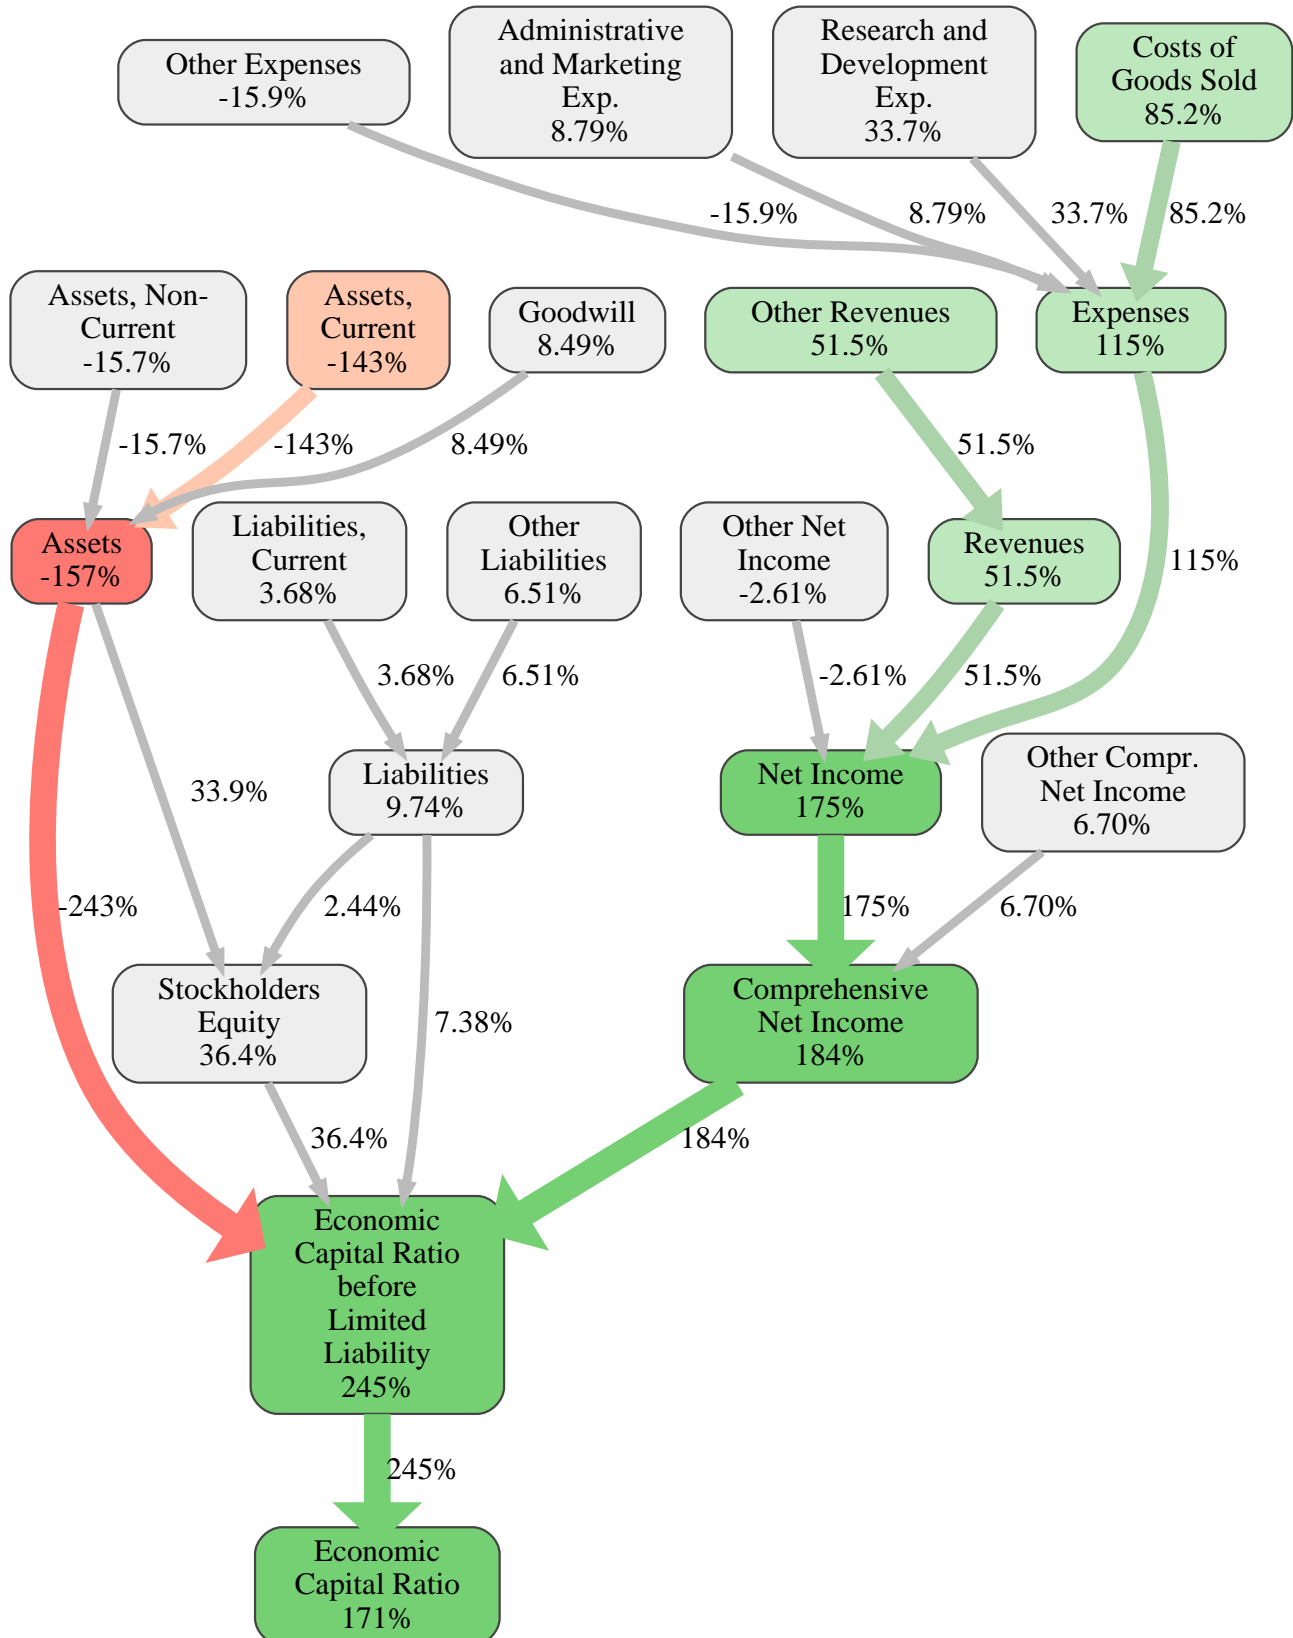 Other Expenses
-15.9%
Administrative
and Marketing
Exp.
8.79%
Research and
Development
Exp.
33.7%
Costs of
Goods Sold
85.2%
-15.9%
8.79%
33.7%
85.2%
Assets, Non-
Current
-15.7%
Assets,
Current
-143%
Goodwill
8.49%
Other Revenues
51.5%
Expenses
115%
-15.7%
-143%
8.49%
51.5%
Assets
-157%
Liabilities,
Current
3.68%
Other
Liabilities
6.51%
Other Net
Income
-2.61%
Revenues
51.5%
115%
3.68%
6.51%
-2.61%
51.5%
33.9%
Liabilities
9.74%
Net Income
175%
Other Compr.
Net Income
6.70%
-243%
2.44%
175%
6.70%
Stockholders
Equity
36.4%
7.38%
Comprehensive
Net Income
184%
36.4%
184%
Economic
Capital Ratio
before
Limited
Liability
245%
245%
Economic
Capital Ratio
171%